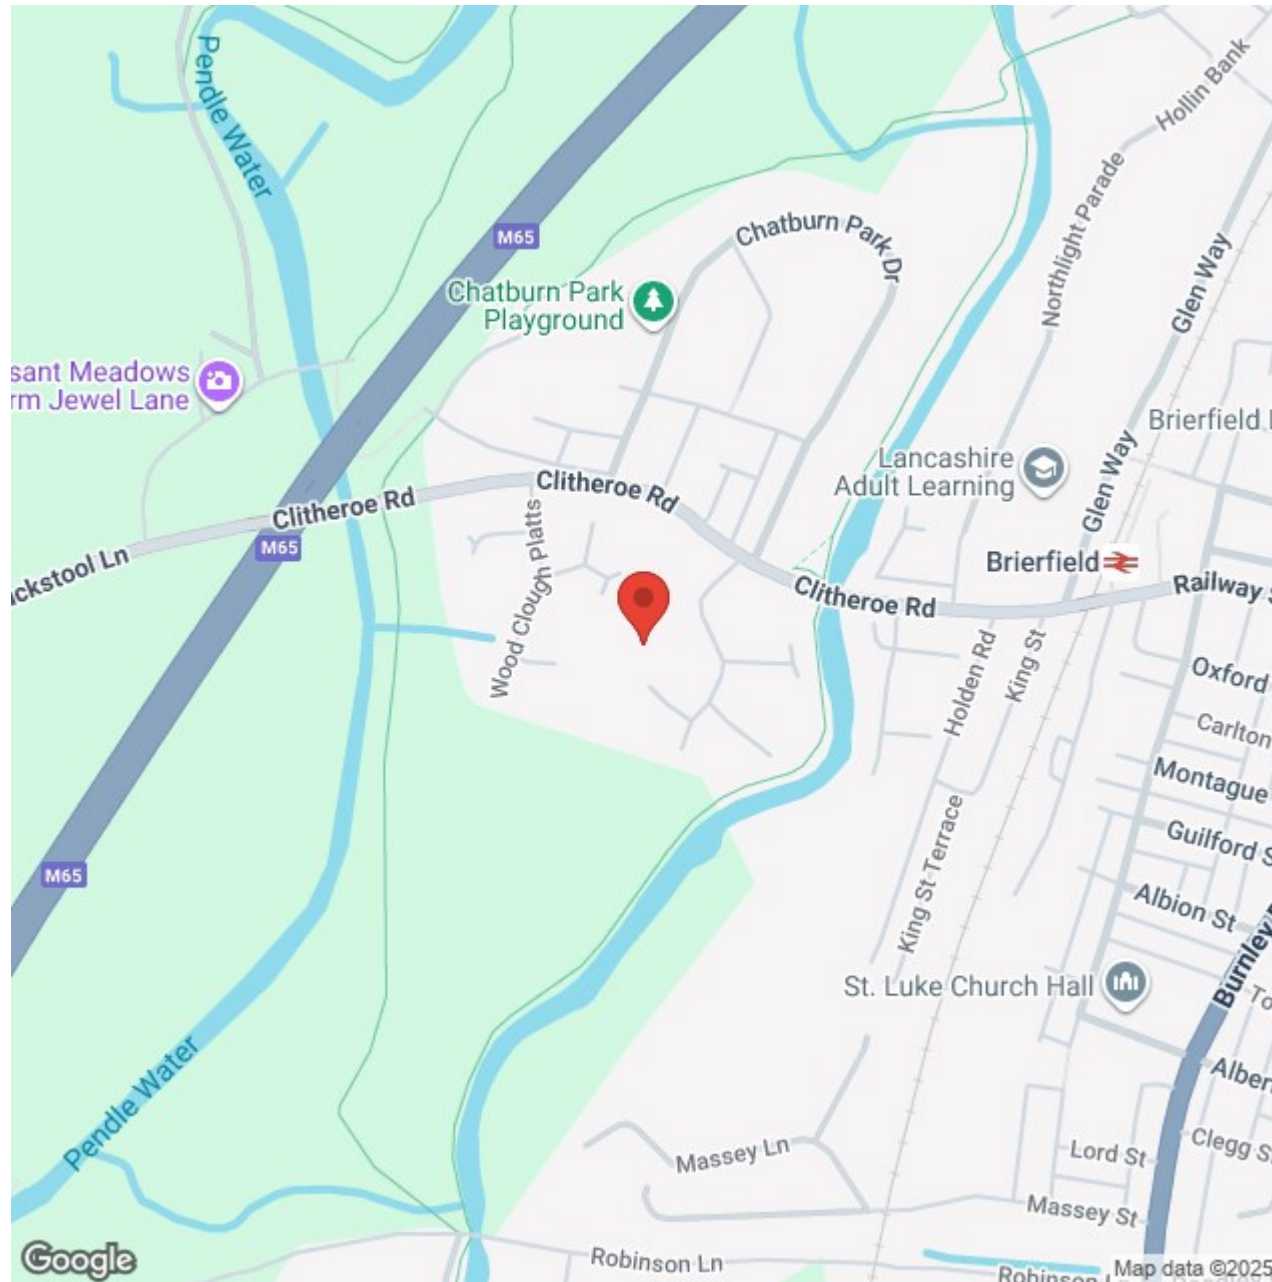 Pendle Water
Hollin Bank
M65
Chatburn Park Dr
Northlight Parade
Glen Way
Chatburn Park
Playground
sant Meadows
rm Jewel Lane
Brierfield
Lancashire
Adult Learning
Glen Way
Clitheroe Rd
Clitheroe Rd
M65
Wood Clough Platts
ckstool Ln
Brierfield
Clitheroe Rd
Railway S
Holden Rd
King St
Oxford
Carlton
Montague
Guilford S
King St Terrace
M65
Albion St
Burnley
St. Luke Church Hall
To
Pendle Water
Alber
Clegg S
Massey Ln
Lord St
Massey St
Robinson Ln
Robinson L
Google
Map data ©2025